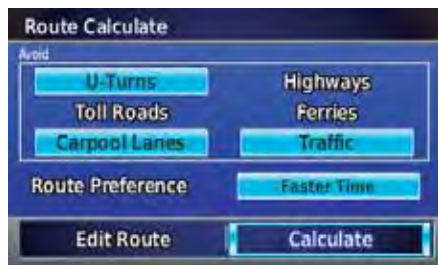 Route Calculate
Avoid
U-Turns Highways
Toll Roads Ferries
Carpool Lanes Traffic
Route Preference Faster Time
Edit Route Calculate